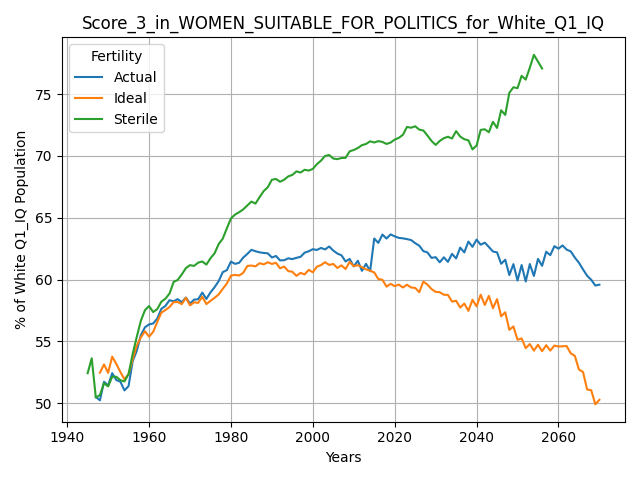 Score_3_in_WOMEN_SUITABLE_FOR_POLITICS_for_White_Q1_IQ
Fertility
Actual
Ideal
Sterile
% of White Q1_IQ Population
75
70
65
60
55
50
1940 1960 1980 2000 2020 2040 2060
Years